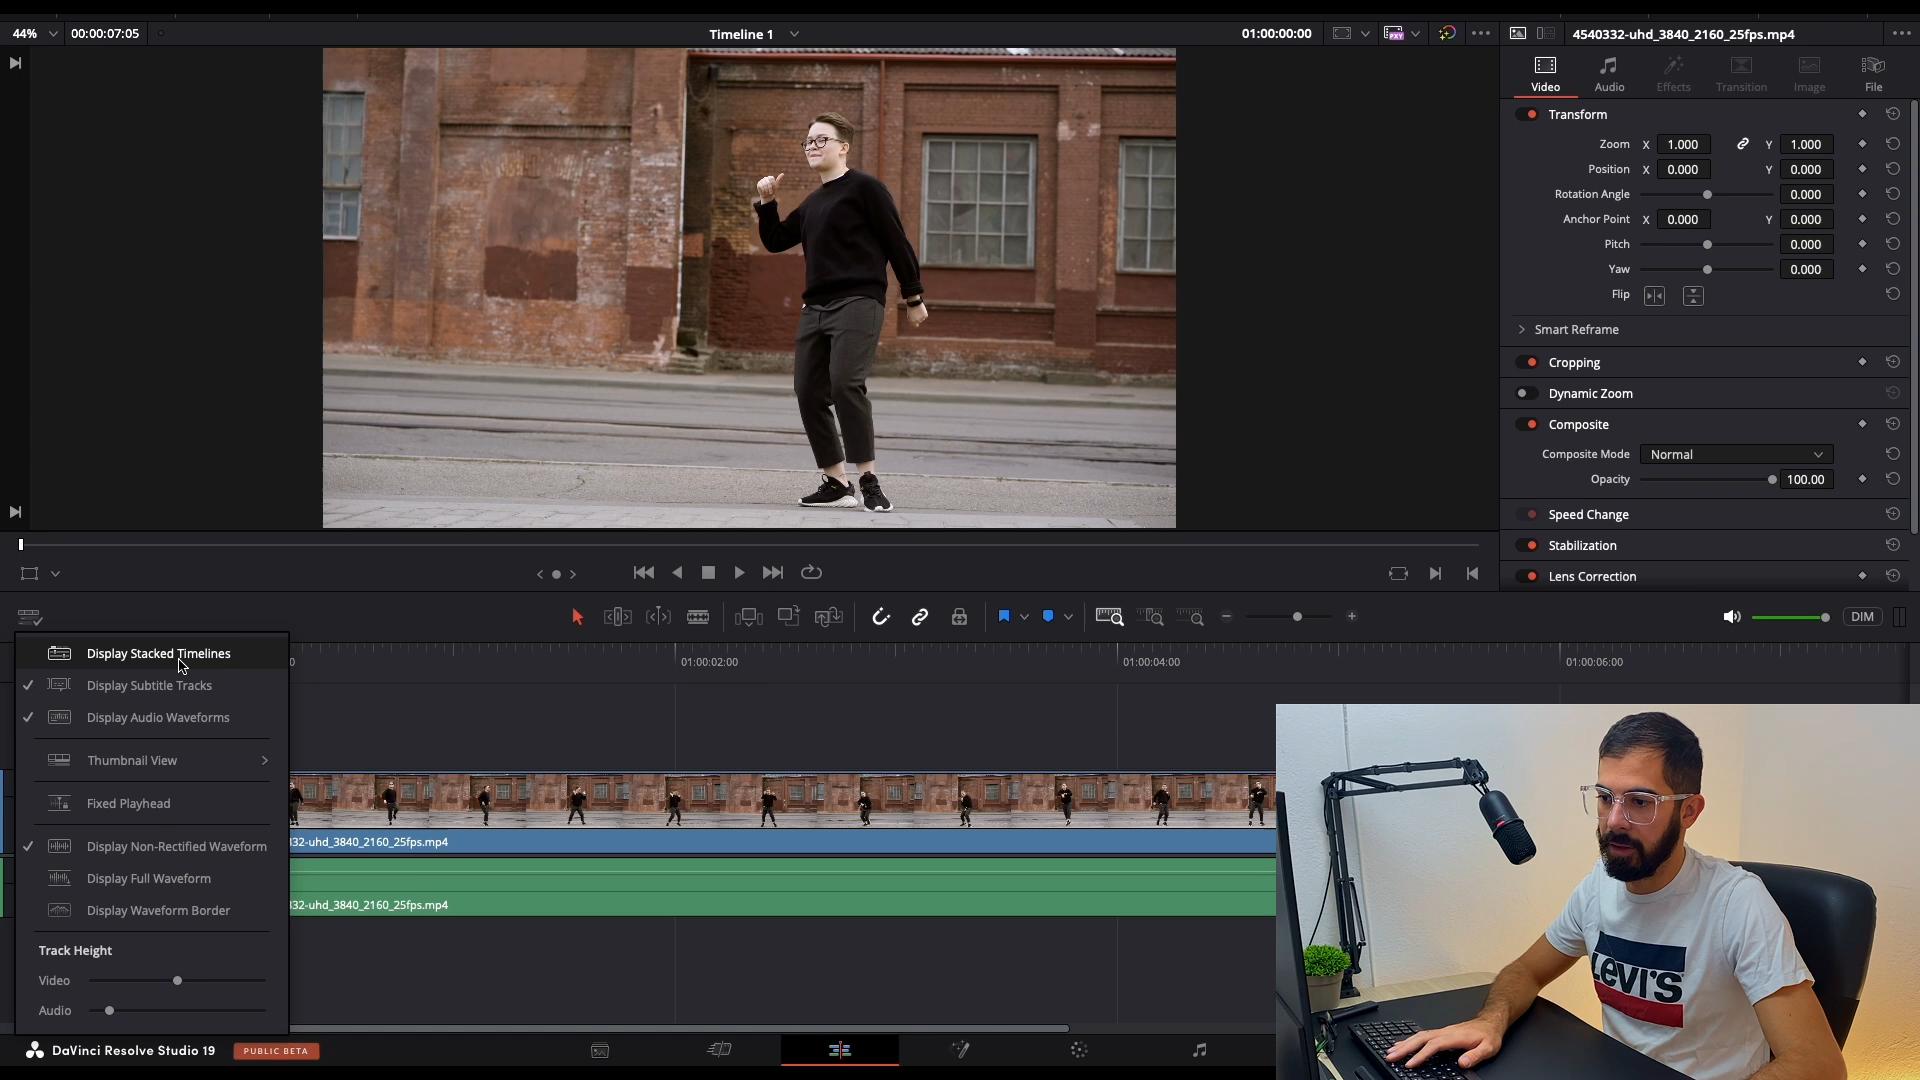 44%
00:00:07:05
Timeline 1
01:00:00:00
PXY
4540332-uhd_3840_2160_25fps.mp4
Video
Audio
Effects
Transition
Image
File
Transform
Zoom X 1.000 Y 1.000
Position X 0.000 Y 0.000
Rotation Angle 0.000
Anchor Point X 0.000 Y 0.000
Pitch 0.000
Yaw 0.000
Flip
Smart Reframe
Cropping
Dynamic Zoom
Composite
Composite Mode Normal
Opacity 100.00
Speed Change
Stabilization
Lens Correction
DIM
Display Stacked Timelines
Display Subtitle Tracks
Display Audio Waveforms
Thumbnail View
Fixed Playhead
Display Non-Rectified Waveform
Display Full Waveform
Display Waveform Border
Track Height
Video
Audio
01:00:02:00
01:00:04:00
01:00:06:00
332-uhd_3840_2160_25fps.mp4
332-uhd_3840_2160_25fps.mp4
LEVI'S
DaVinci Resolve Studio 19
PUBLIC BETA